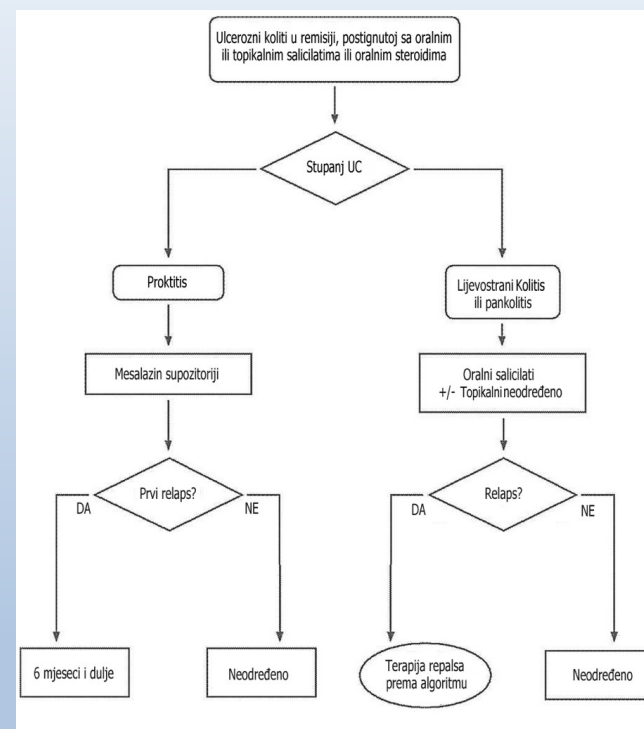 Ulcerozni koliti u remisiji, postignutoj sa oralnim
ili topikalnim salicilatima ili oralnim steroidima
Stupanj UC
Proktitis
Lijevostrani Kolitis
ili pankolitis
Mesalazin supozitoriji
Oralni salicilati
+/- Topikalni neodređeno
Prvi relaps?
DA
NE
Relaps?
DA
NE
6 mjeseci i dulje
Neodređeno
Terapija repalsa
prema algoritmu
Neodređeno